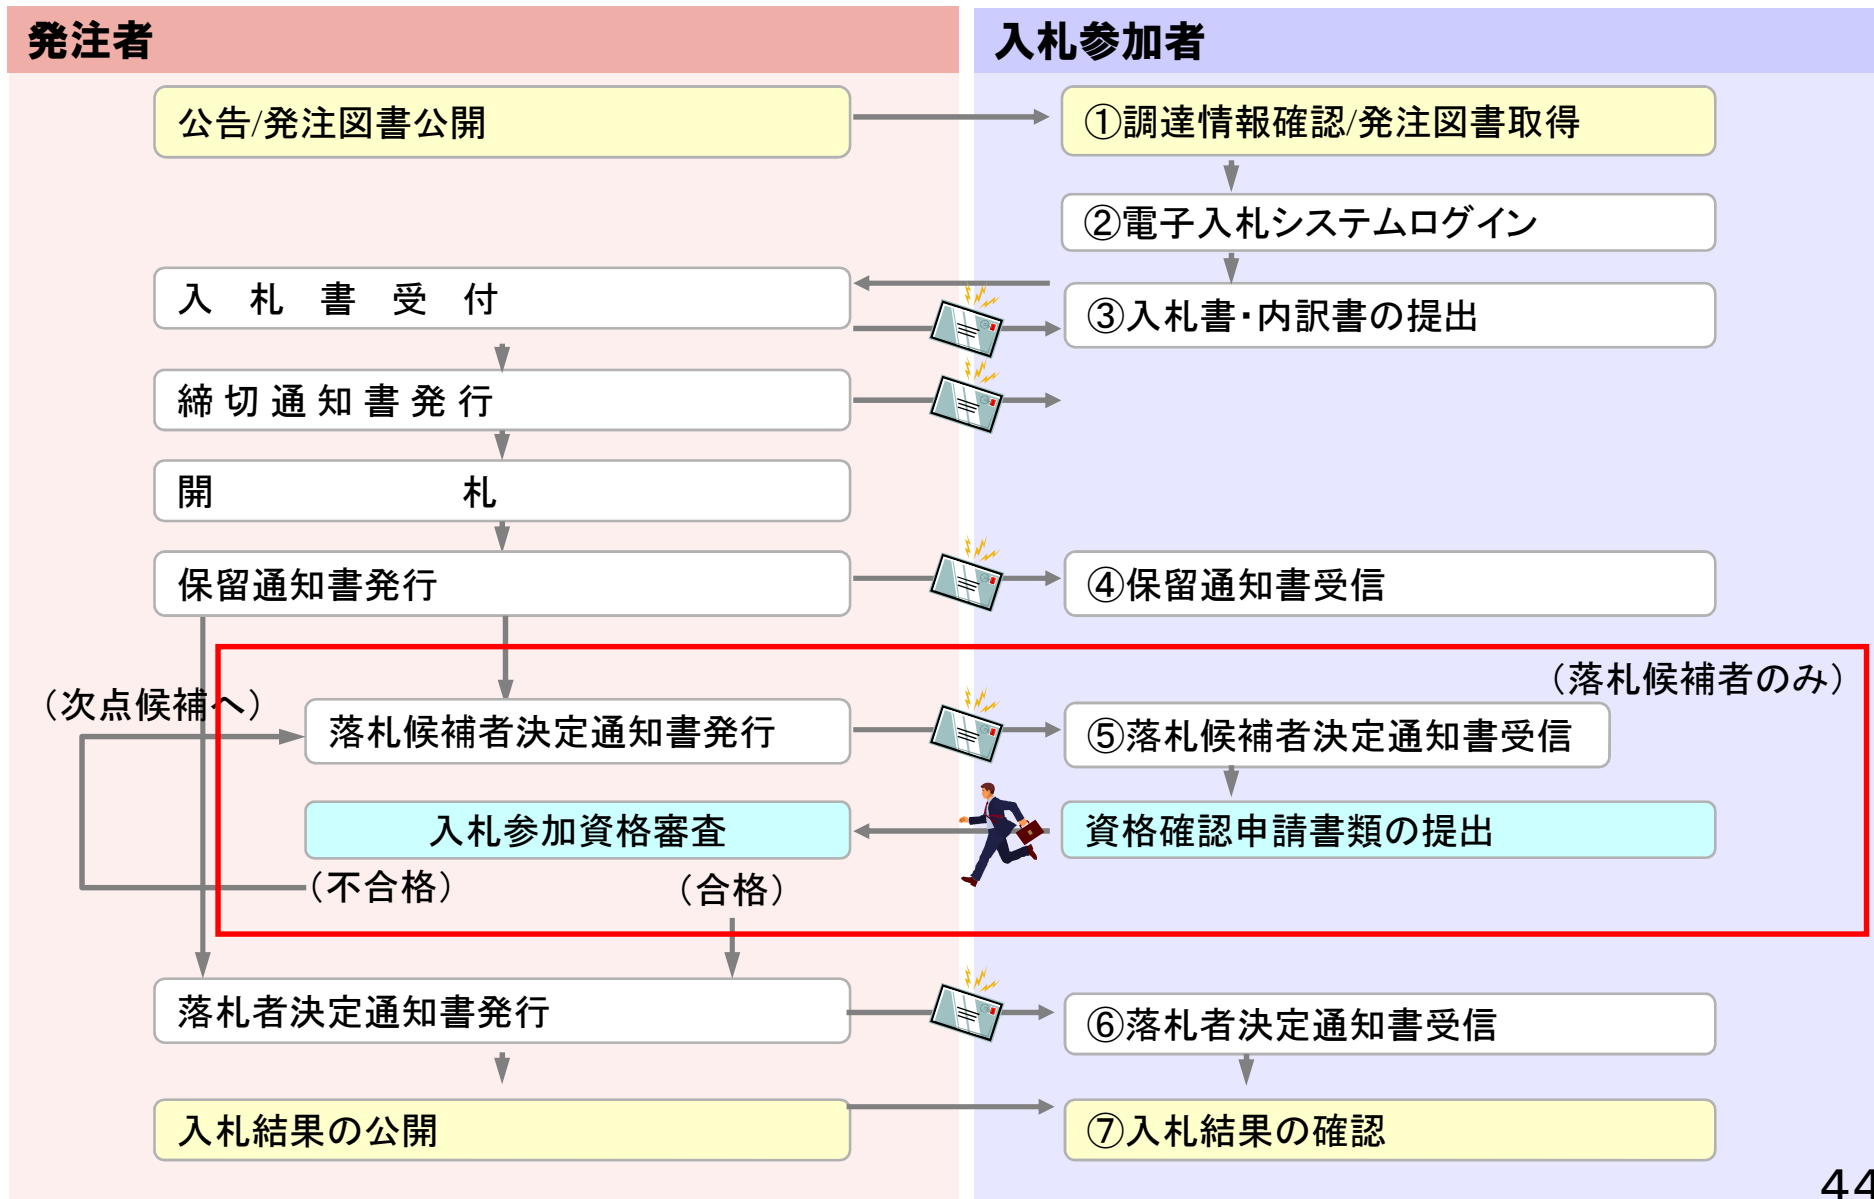 発注者
入札参加者
公告/発注図書公開
①調達情報確認/発注図書取得
②電子入札システムログイン
入　札　書　受　付
③入札書・内訳書の提出
締 切 通 知 書 発 行
開　　　　　　　札
保留通知書発行
④保留通知書受信
（落札候補者のみ）
（次点候補へ）
落札候補者決定通知書発行
⑤落札候補者決定通知書受信
入札参加資格審査
資格確認申請書類の提出
（不合格）
（合格）
落札者決定通知書発行
⑥落札者決定通知書受信
入札結果の公開
⑦入札結果の確認
44